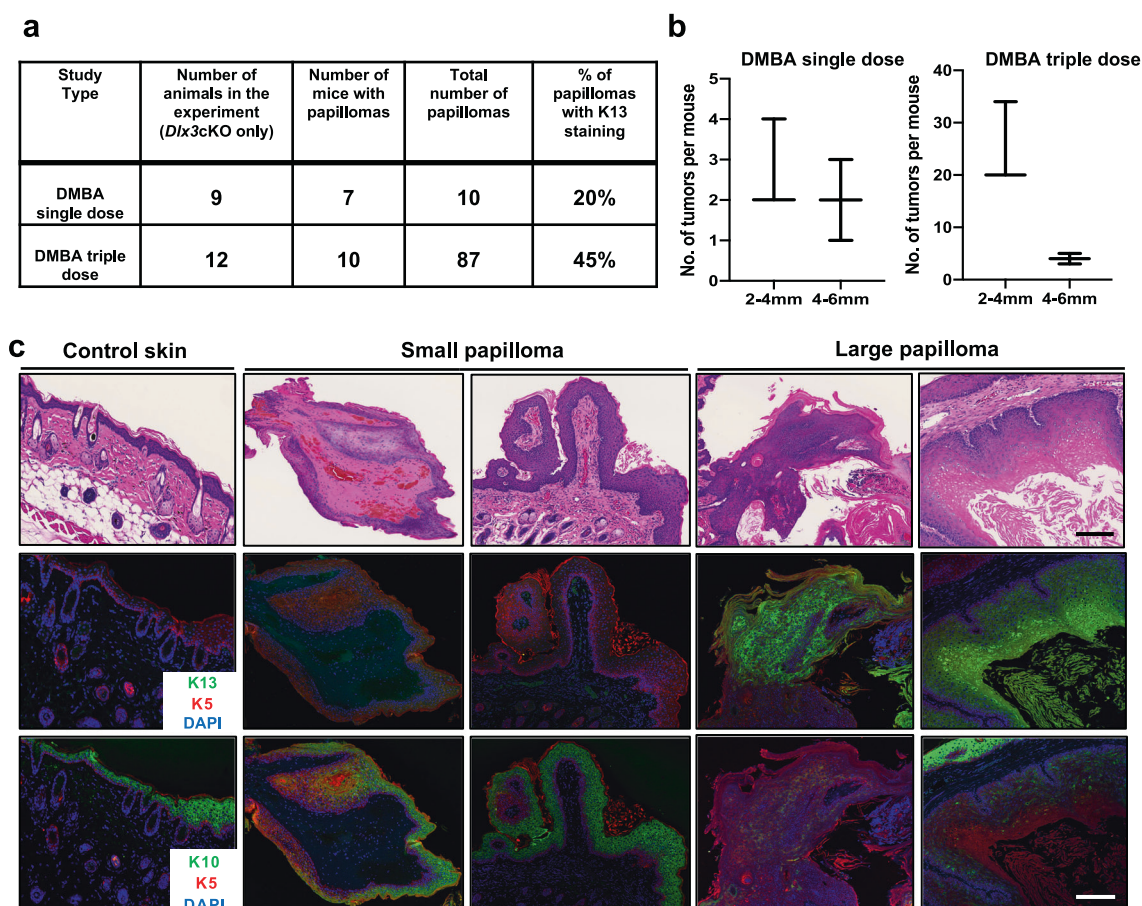 a
Study
Type
Number of
animals in the
experiment
(Dlx3cKO only)
Number of
mice with
papillomas
Total
number of
papillomas
% of
papillomas
with K13
staining
DMBA
single dose
9
7
10
20%
DMBA triple
dose
12
10
87
45%
b
DMBA single dose
No. of tumors per mouse
5
4
3
2
1
0
2-4mm 4-6mm
DMBA triple dose
No. of tumors per mouse
40
30
20
10
0
2-4mm 4-6mm
c
Control skin
Small papilloma
Large papilloma
K13
K5
DAPI
K10
K5
DAPI